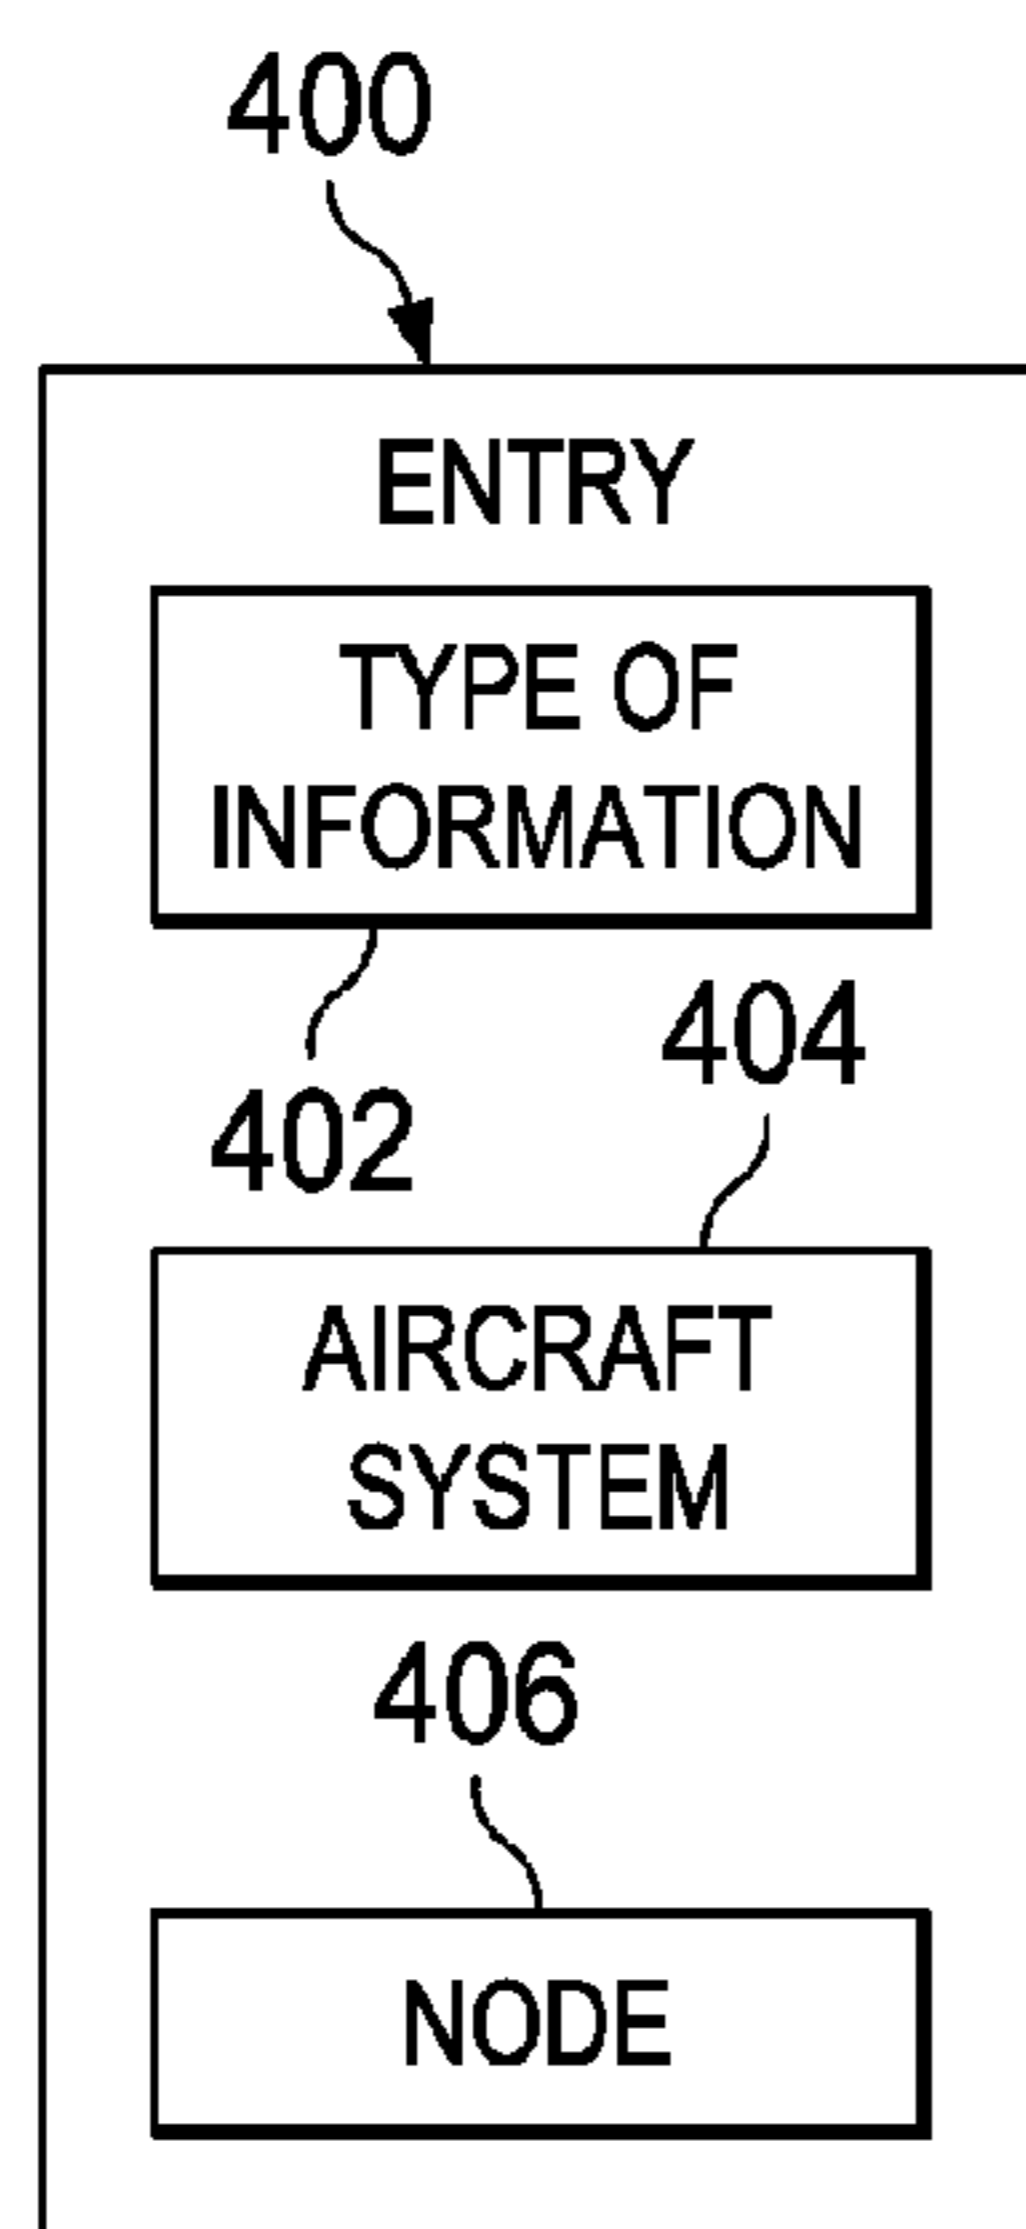 400
ENTRY
TYPE OF
INFORMATION
402
404
AIRCRAFT
SYSTEM
406
NODE